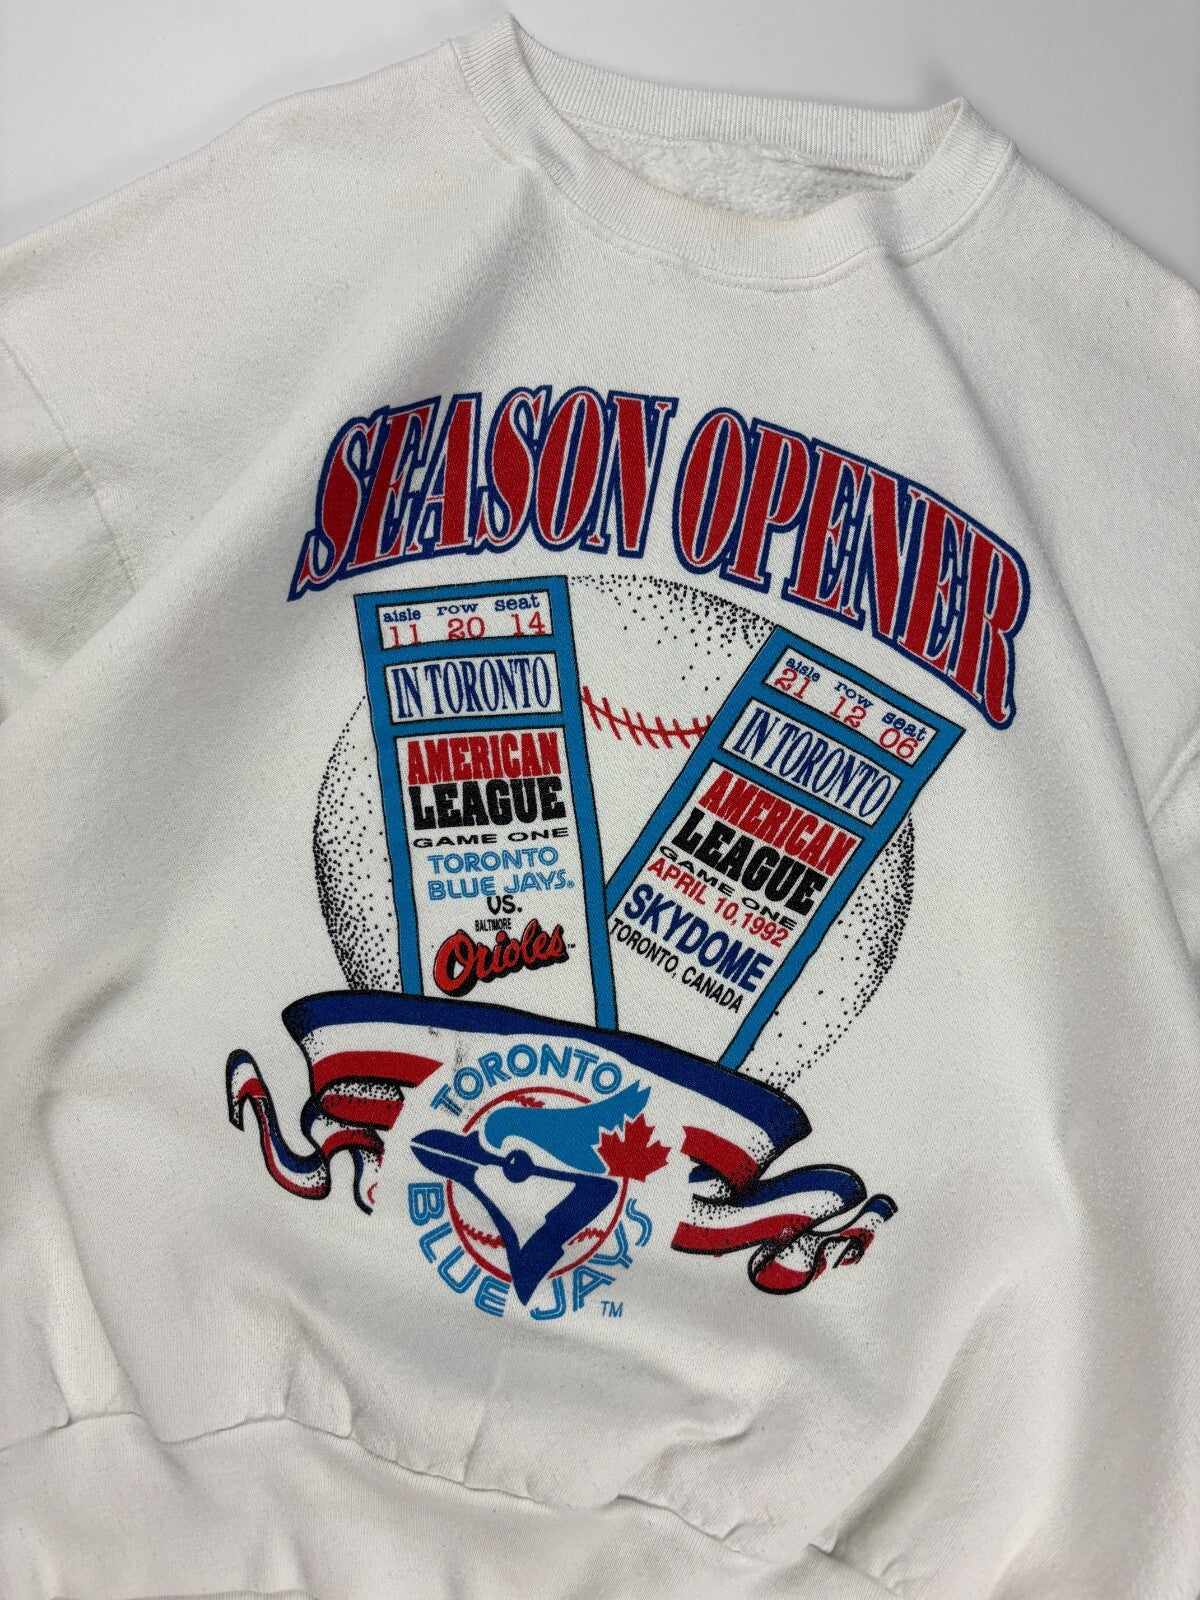 SEASON OPENER
aisle row seat
11 20 14
IN TORONTO
AMERICAN
LEAGUE
GAME ONE
TORONTO
BLUE JAYS®
VS.
BALTIMORE
Orioles™
aisle row seat
21 12 06
IN TORONTO
AMERICAN
LEAGUE
GAME ONE
APRIL 10,1992
SKYDOME
TORONTO, CANADA
TORONTO
BLUE JAYS
TM